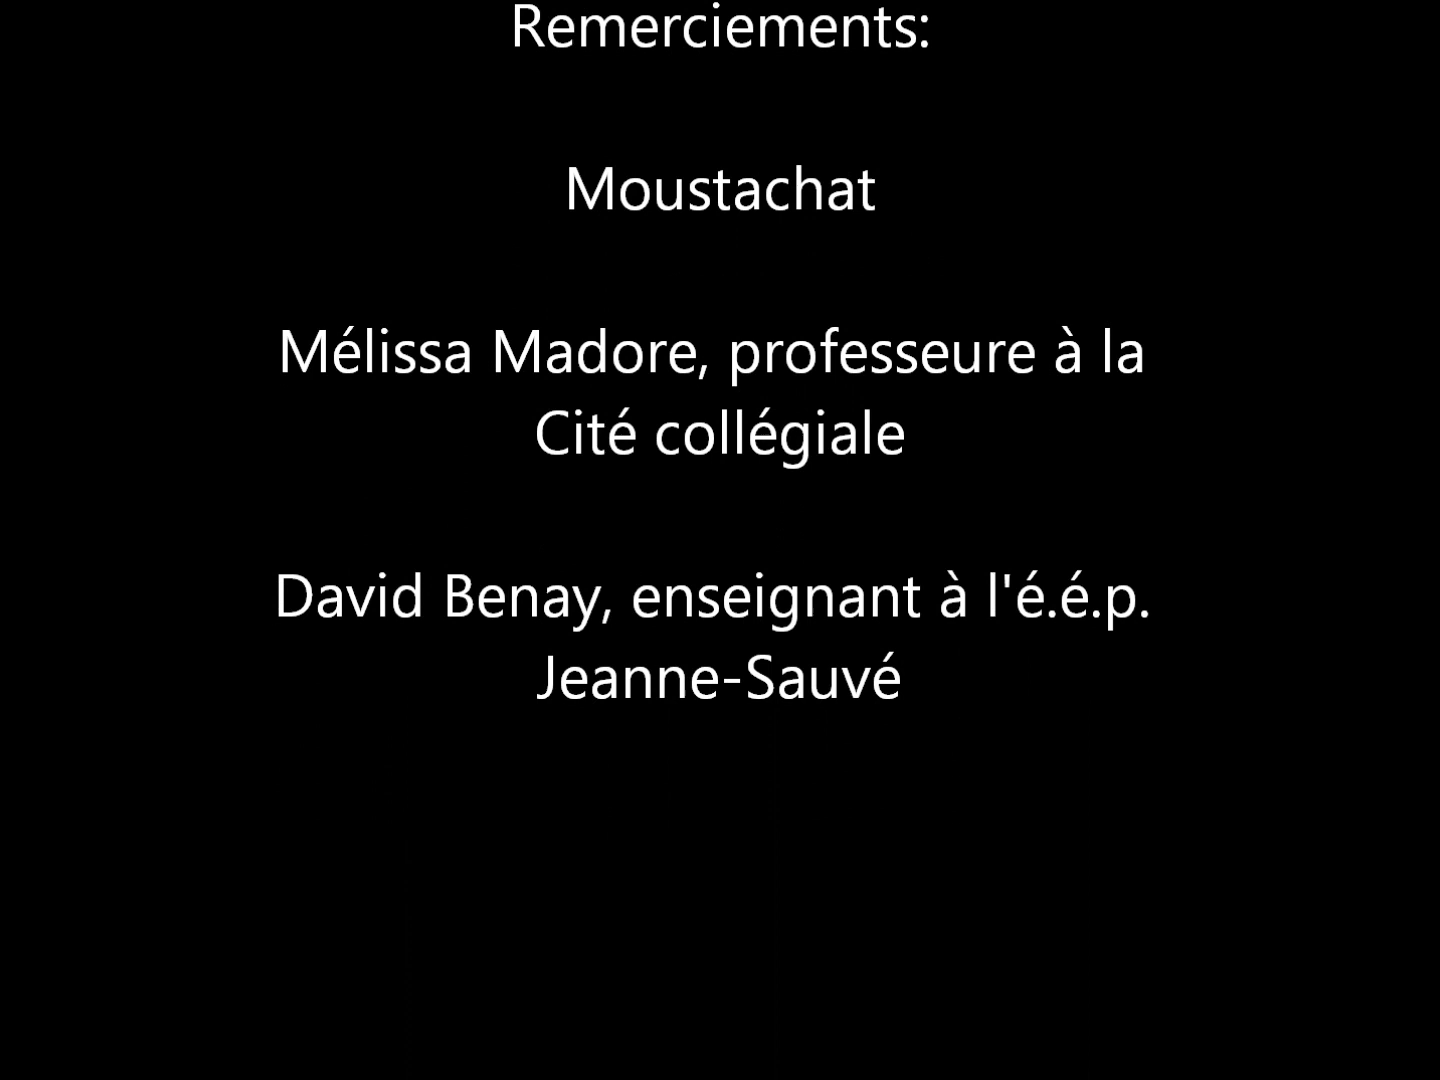 Remerciements:
Moustachat
Mélissa Madore, professeure à la
Cité collégiale
David Benay, enseignant à l'é.é.p.
Jeanne-Sauvé